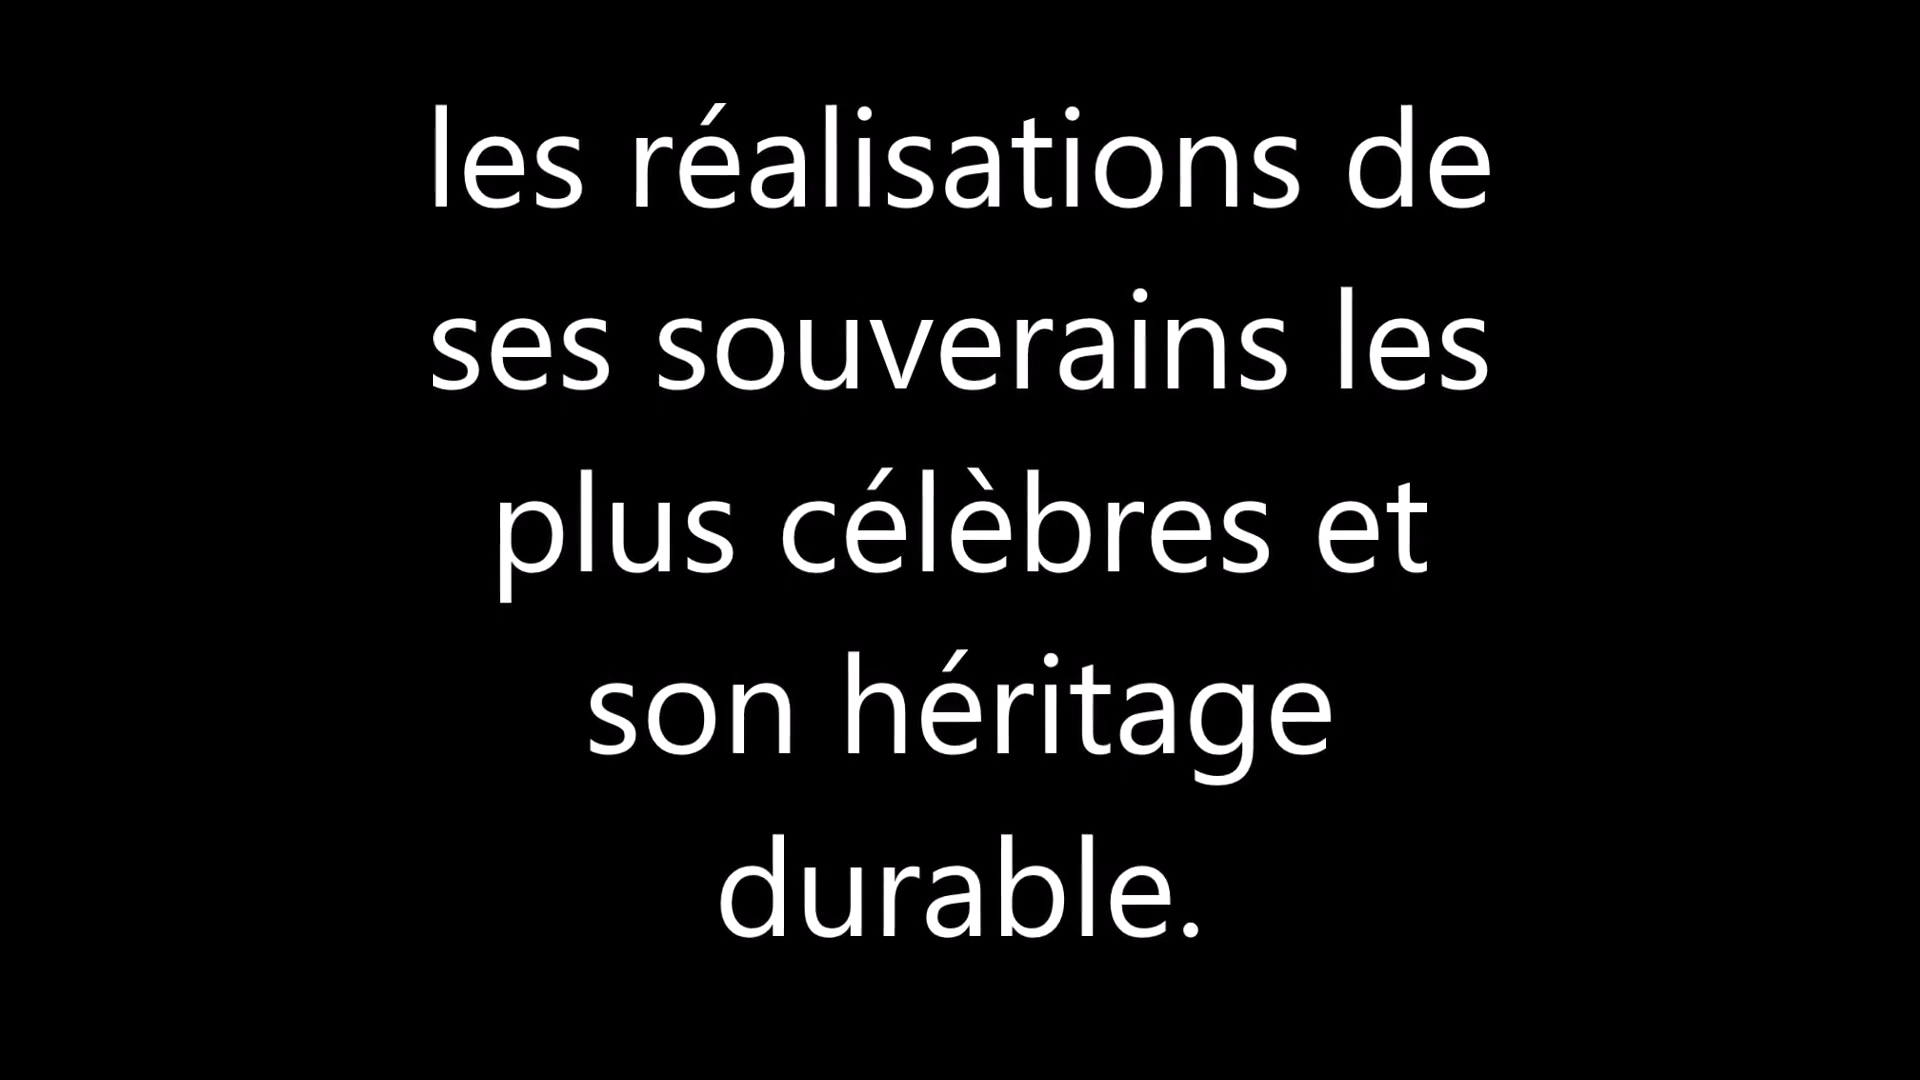 les réalisations de
ses souverains les
plus célèbres et
son héritage
durable.